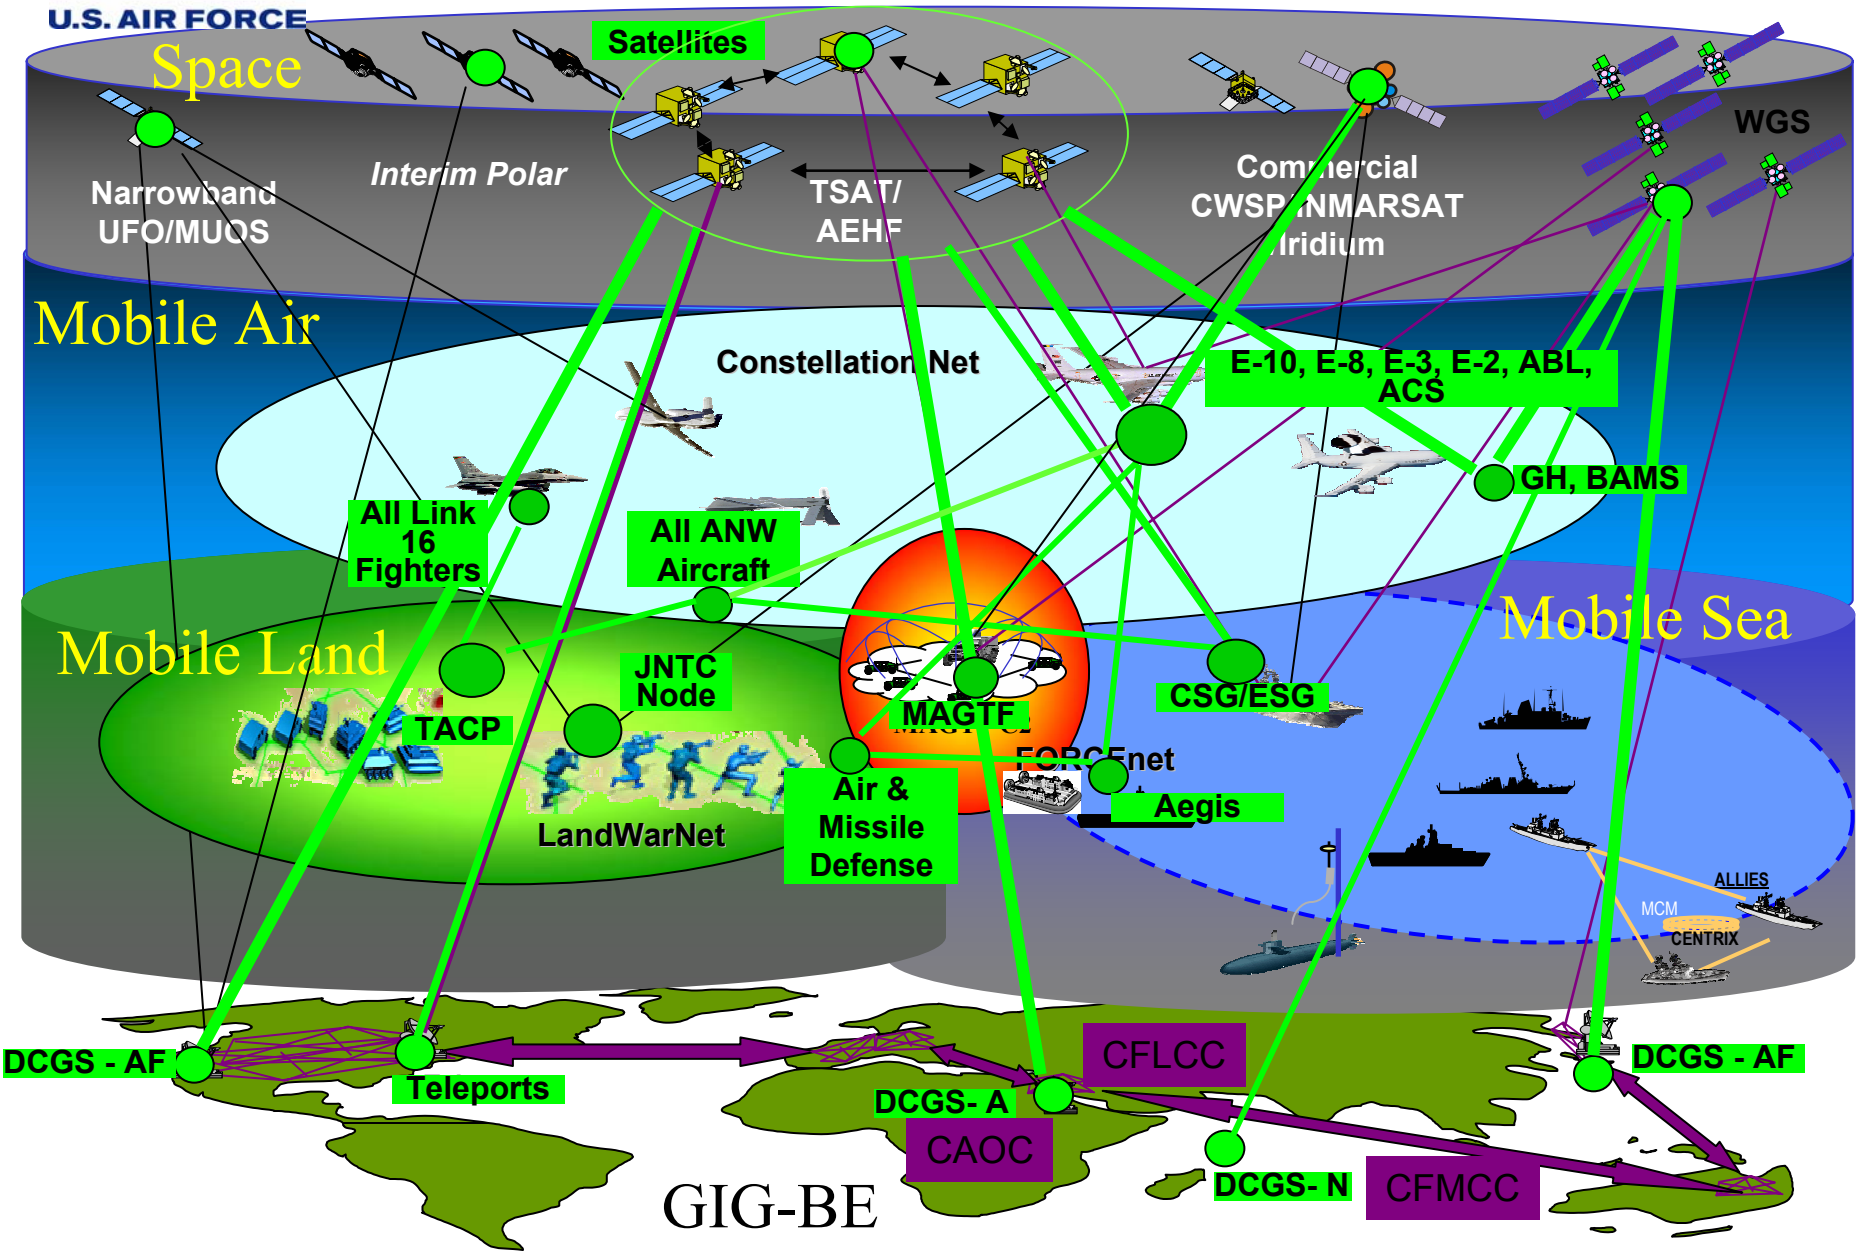 U.S. AIR FORCE
Space
Satellites
WGS
Narrowband
UFO/MUOS
Interim Polar
TSAT/
AEHF
Commercial
CWSP INMARSAT
Iridium
Mobile Air
Constellation Net
E-10, E-8, E-3, E-2, ABL,
ACS
GH, BAMS
All Link
16
Fighters
All ANW
Aircraft
Mobile Land
Mobile Sea
JNTC
Node
TACP
MAGTF
CSG/ESG
FORCEnet
Aegis
Air &
Missile
Defense
LandWarNet
ALLIES
MCM
CENTRIX
DCGS - AF
Teleports
CFLCC
DCGS- A
CAOC
DCGS - AF
DCGS- N
CFMCC
GIG-BE